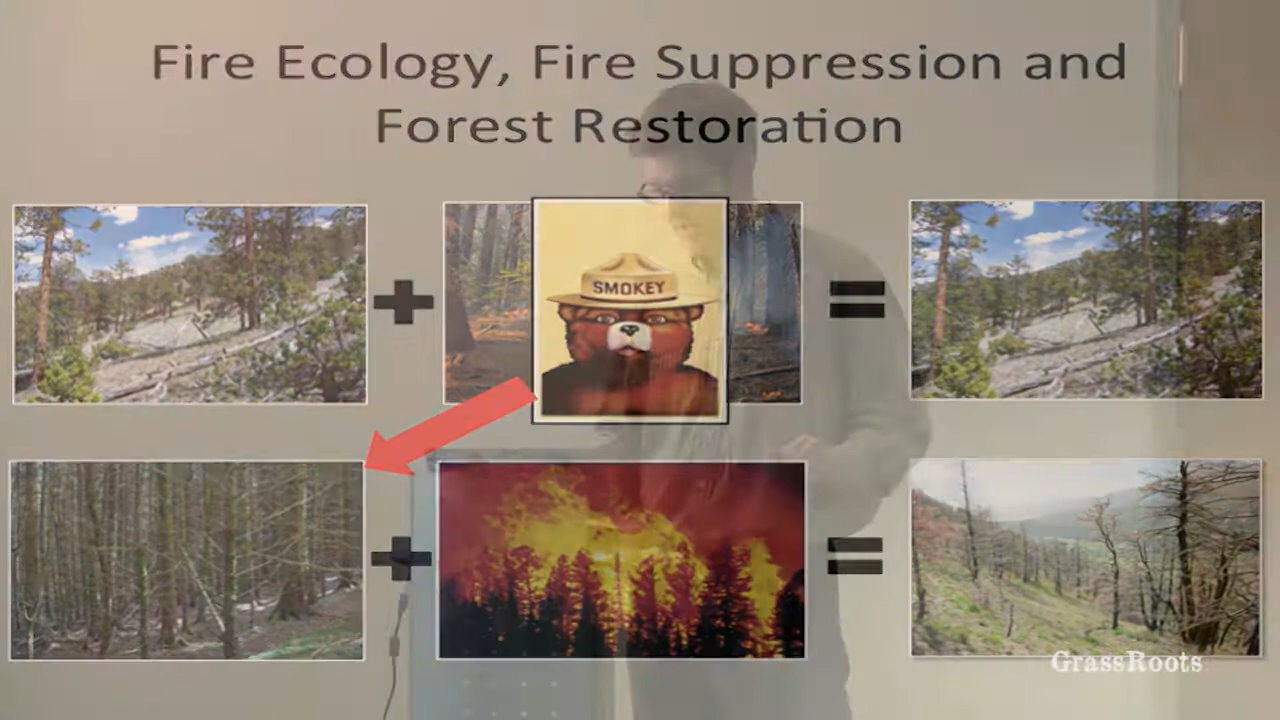 Fire Ecology, Fire Suppression and
Forest Restoration
SMOKEY
GrassRoots